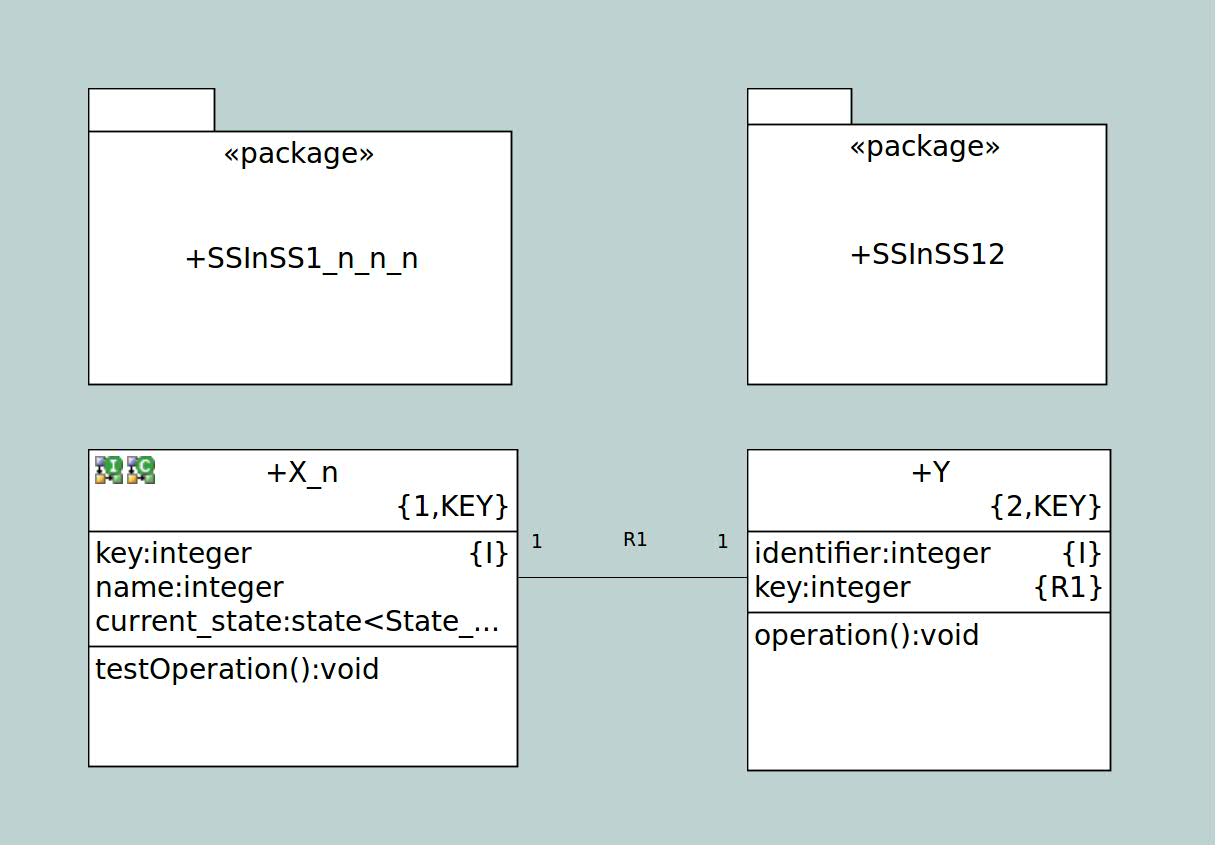 «package»
+SSInSS1_n_n_n
«package»
+SSInSS12
I C
+X_n
{1,KEY}
key:integer {I}
name:integer
current_state:state<State_...
testOperation():void
1 R1 1
+Y
{2,KEY}
identifier:integer {I}
key:integer {R1}
operation():void